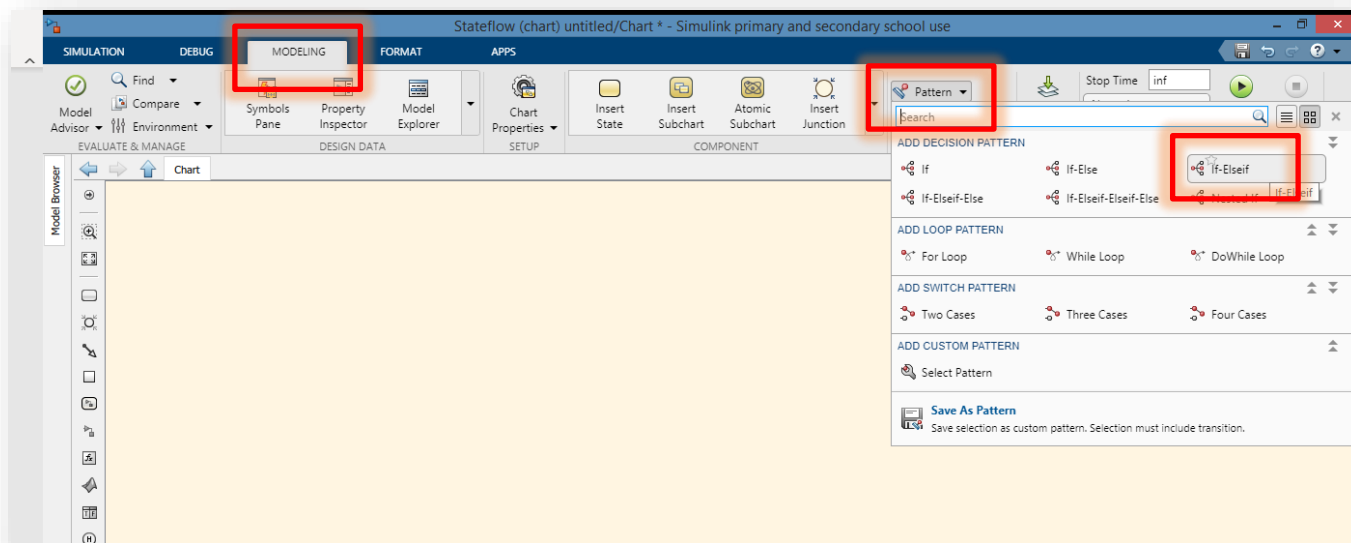 Stateflow (chart) untitled/Chart * - Simulink primary and secondary school use
SIMULATION DEBUG MODELING FORMAT APPS
Model Advisor
Find
Compare
Environment
Symbols Pane
Property Inspector
Model Explorer
Chart Properties
Insert State
Insert Subchart
Atomic Subchart
Insert Junction
Pattern
Stop Time inf
EVALUATE & MANAGE DESIGN DATA SETUP COMPONENT
Search
ADD DECISION PATTERN
If If-Else If-Elseif
If-Elseif-Else If-Elseif-Elseif-Else Nested If
If-Elseif
ADD LOOP PATTERN
For Loop While Loop DoWhile Loop
ADD SWITCH PATTERN
Two Cases Three Cases Four Cases
ADD CUSTOM PATTERN
Select Pattern
Save As Pattern
Save selection as custom pattern. Selection must include transition.
Chart
Model Browser